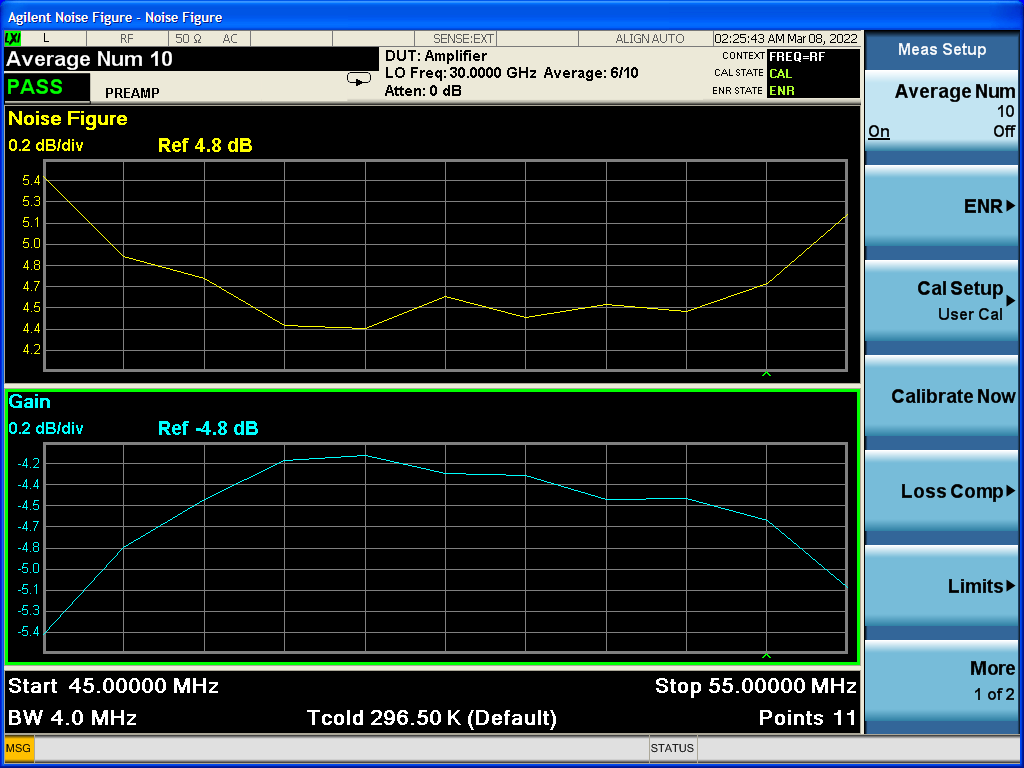 Agilent Noise Figure - Noise Figure
LXI L RF 50 Ω AC SENSE:EXT ALIGN AUTO 02:25:43 AM Mar 08, 2022
Average Num 10
PASS
PREAMP
DUT: Amplifier
LO Freq: 30.0000 GHz Average: 6/10
Atten: 0 dB
CONTEXT FREQ=RF
CAL STATE CAL
ENR STATE ENR
Noise Figure
0.2 dB/div Ref 4.8 dB
5.4
5.3
5.1
5.0
4.8
4.7
4.5
4.4
4.2
Gain
0.2 dB/div Ref -4.8 dB
-4.2
-4.4
-4.5
-4.7
-4.8
-5.0
-5.1
-5.3
-5.4
Start 45.00000 MHz Stop 55.00000 MHz
BW 4.0 MHz Tcold 296.50 K (Default) Points 11
MSG STATUS
Meas Setup
Average Num
10
On Off
ENR
Cal Setup
User Cal
Calibrate Now
Loss Comp
Limits
More
1 of 2